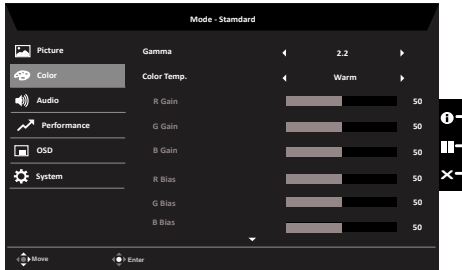 Mode - Stamdard
Picture
Color
Audio
Performance
OSD
System
Gamma 2.2
Color Temp. Warm
R Gain 50
G Gain 50
B Gain 50
R Bias 50
G Bias 50
B Bias 50
Move Enter